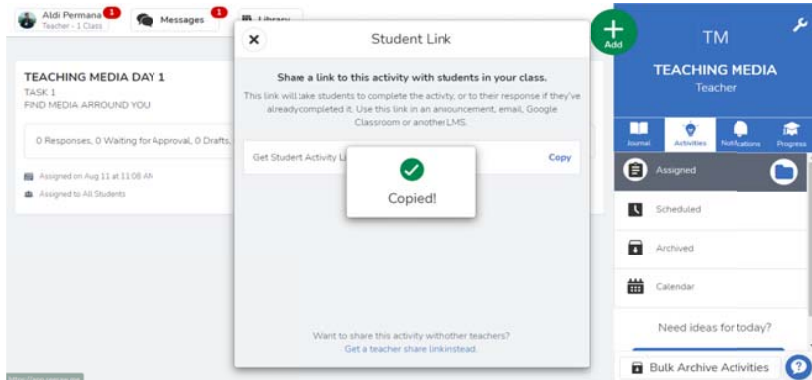 Aldi Permana 1
Teacher - 1 Class
Messages 1
Library
TEACHING MEDIA DAY 1
TASK 1
FIND MEDIA ARROUND YOU
0 Responses, 0 Waiting for Approval, 0 Drafts,
Assigned on Aug 11 at 11:08 AM
Assigned to All Students
Student Link
Share a link to this activity with students in your class.
This link will take students to complete the activty, or to their response if they've
already completed it. Use this link in an announcement, email, Google
Classroom or another LMS.
Get Student Activity Li
Copy
Copied!
Want to share this activity with other teachers?
Get a teacher share link instead.
Add
TM
TEACHING MEDIA
Teacher
Journal
Activities
Notifications
Progress
Assigned
Scheduled
Archived
Calendar
Need ideas for today?
Bulk Archive Activities
?